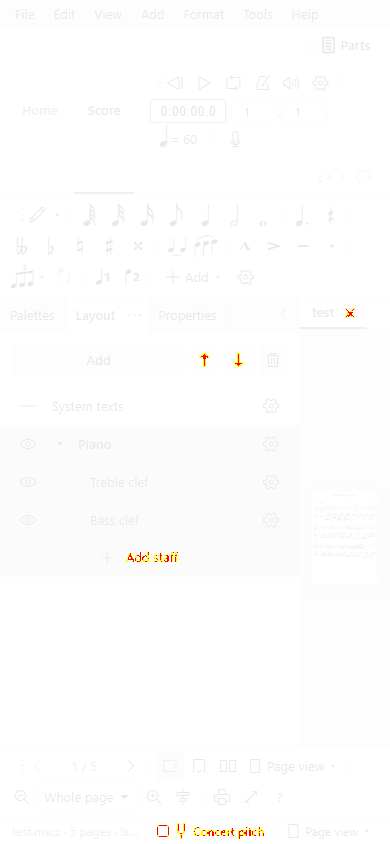 File Edit View Add Format Tools Help
Parts
Home Score 0:00:00.0 1 . 1
= 60
Add
Palettes Layout Properties test
Add
System texts
Piano
Treble clef
Bass clef
Add staff
1 / 5 Page view
Whole page ?
test.mscz - 5 pages - la... Concert pitch Page view